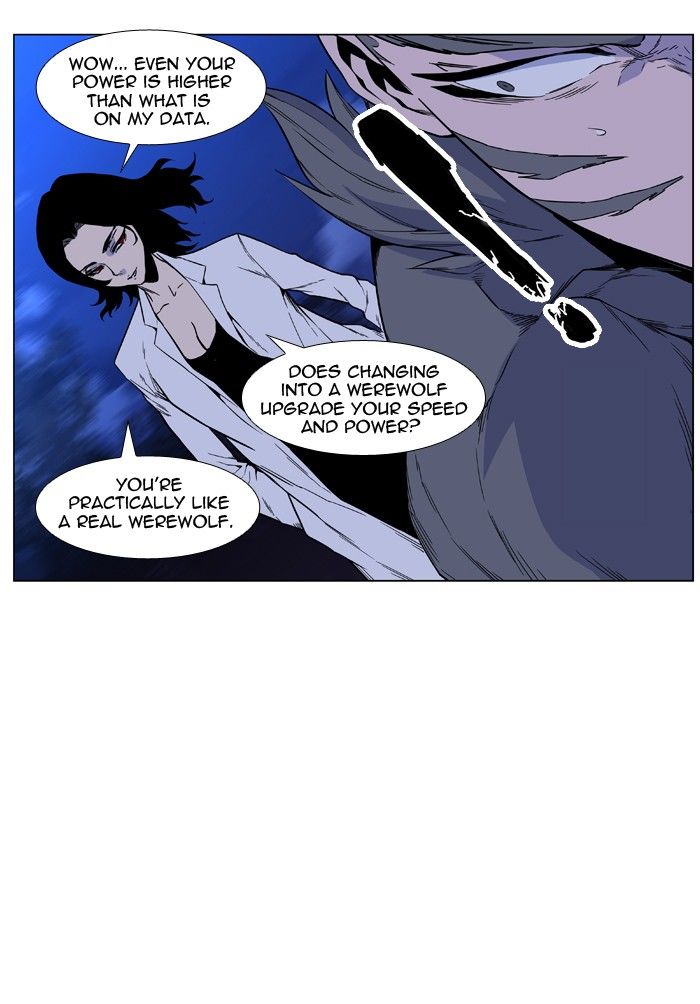 WOW... EVEN YOUR
POWER IS HIGHER
THAN WHAT IS
ON MY DATA.
DOES CHANGING
INTO A WEREWOLF
UPGRADE YOUR SPEED
AND POWER?
YOU'RE
PRACTICALLY LIKE
A REAL WEREWOLF.
!